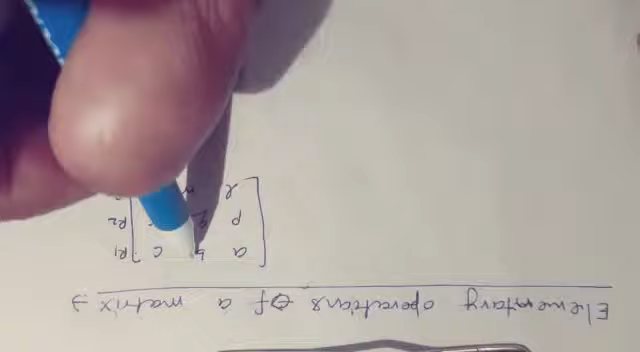 Elementary operations of a matrix →
a b c R1
p q R2
l